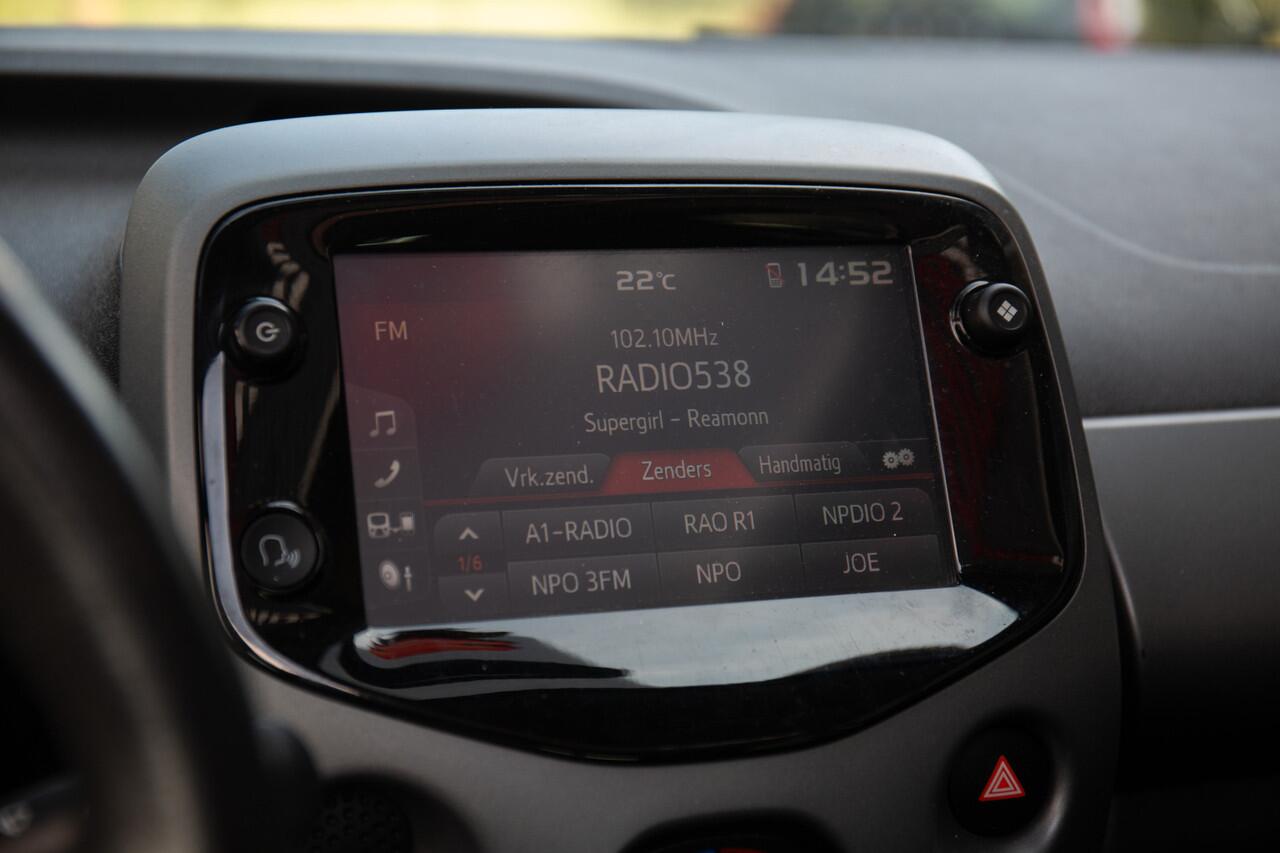 22°C 14:52
FM
102.10MHz
RADIO538
Supergirl - Reamonn
Vrk.zend. Zenders Handmatig
A1-RADIO RAO R1 NPDIO 2
1/6
NPO 3FM NPO JOE